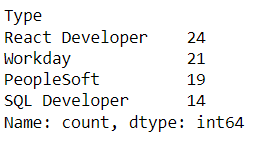 Type
React Developer    24
Workday            21
PeopleSoft         19
SQL Developer      14
Name: count, dtype: int64